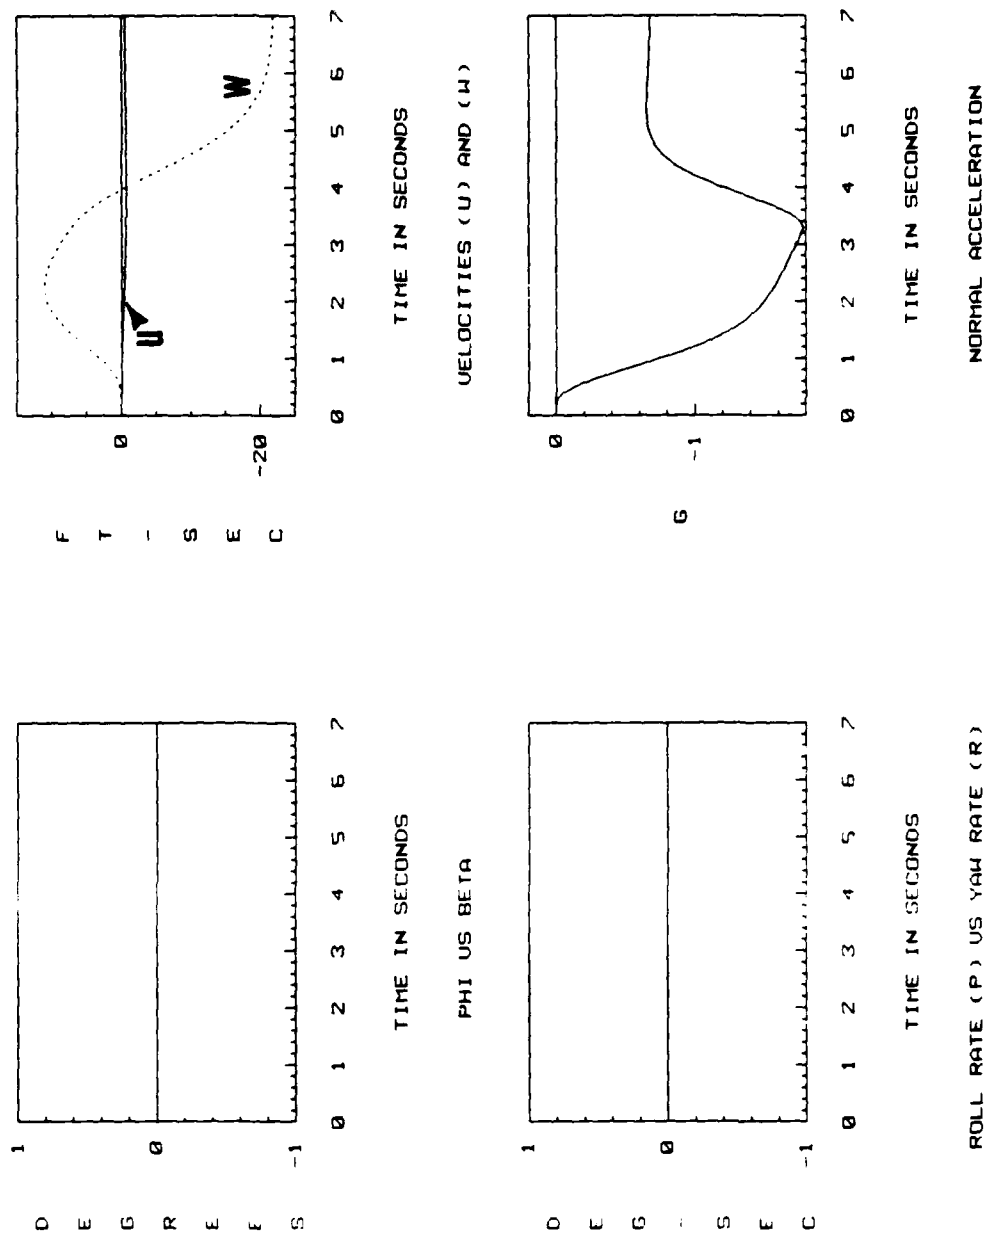 D
E
G
R
E
E
S
1
0
-1
0 1 2 3 4 5 6 7
TIME IN SECONDS
PHI VS BETA
F
T
-
S
E
C
0
-20
u
W
0 1 2 3 4 5 6 7
TIME IN SECONDS
VELOCITIES (U) AND (W)
D
E
G
-
S
E
C
1
0
-1
0 1 2 3 4 5 6 7
TIME IN SECONDS
ROLL RATE (P) VS YAW RATE (R)
G
0
-1
0 1 2 3 4 5 6 7
TIME IN SECONDS
NORMAL ACCELERATION